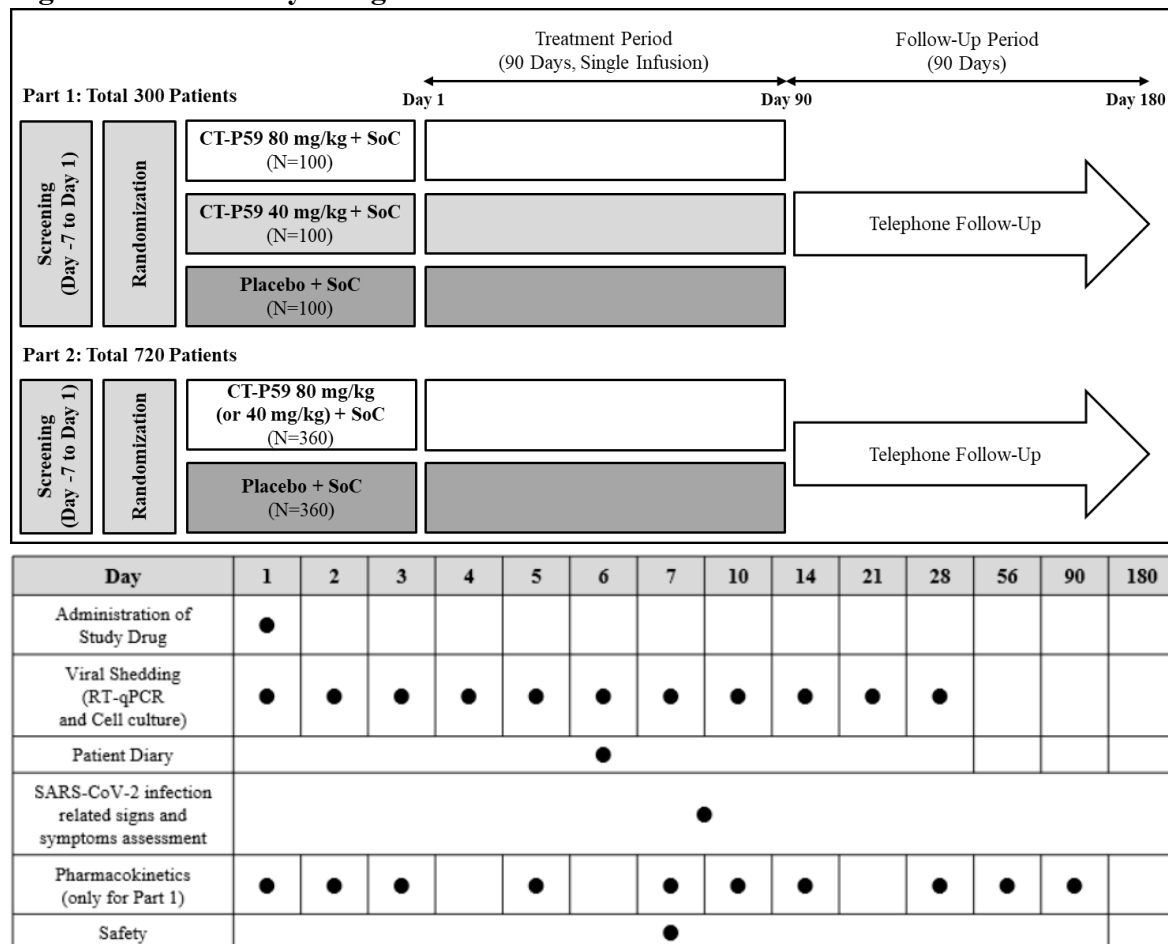 Treatment Period
(90 Days, Single Infusion)
Follow-Up Period
(90 Days)
Part 1: Total 300 Patients
Day 1
Day 90
Day 180
Screening
(Day -7 to Day 1)
Randomization
CT-P59 80 mg/kg + SoC
(N=100)
CT-P59 40 mg/kg + SoC
(N=100)
Placebo + SoC
(N=100)
Telephone Follow-Up
Part 2: Total 720 Patients
Screening
(Day -7 to Day 1)
Randomization
CT-P59 80 mg/kg
(or 40 mg/kg) + SoC
(N=360)
Placebo + SoC
(N=360)
Telephone Follow-Up
Day 1 2 3 4 5 6 7 10 14 21 28 56 90 180
Administration of
Study Drug
Viral Shedding
(RT-qPCR
and Cell culture)
Patient Diary
SARS-CoV-2 infection
related signs and
symptoms assessment
Pharmacokinetics
(only for Part 1)
Safety